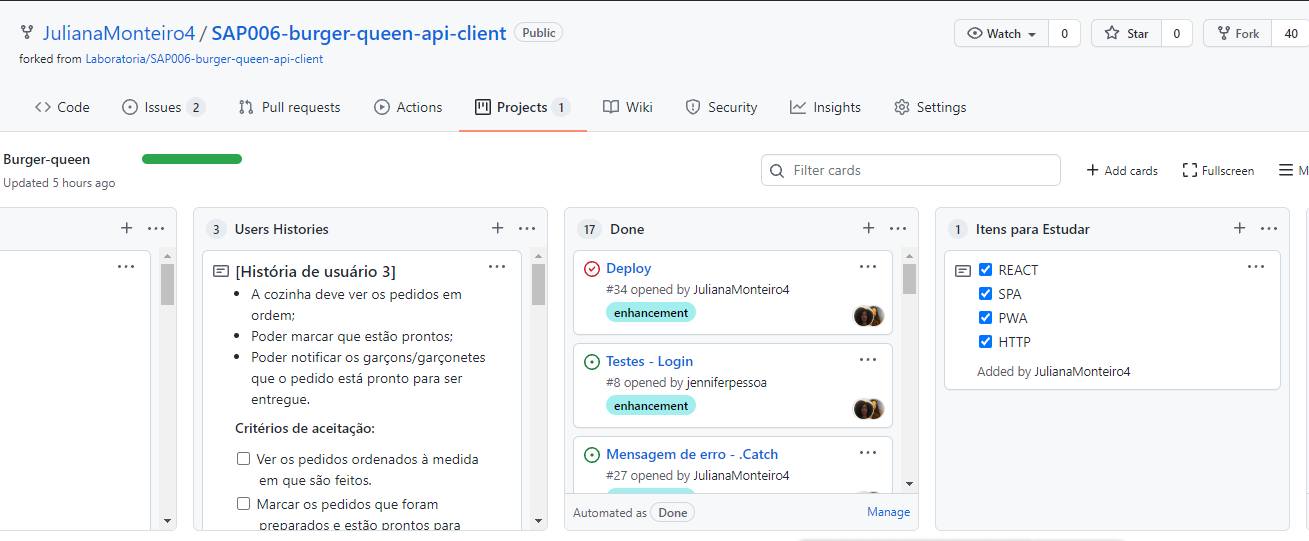 JulianaMonteiro4 / SAP006-burger-queen-api-client Public
Watch 0 Star 0 Fork 40
forked from Laboratoria/SAP006-burger-queen-api-client
Code Issues 2 Pull requests Actions Projects 1 Wiki Security Insights Settings
Burger-queen
Updated 5 hours ago
Filter cards
Add cards Fullscreen M
3 Users Histories
[História de usuário 3]
A cozinha deve ver os pedidos em
ordem;
Poder marcar que estão prontos;
Poder notificar os garçons/garçonetes
que o pedido está pronto para ser
entregue.
Critérios de aceitação:
Ver os pedidos ordenados à medida
em que são feitos.
Marcar os pedidos que foram
preparados e estão prontos para
17 Done
Deploy
#34 opened by JulianaMonteiro4
enhancement
Testes - Login
#8 opened by jenniferpessoa
enhancement
Mensagem de erro - .Catch
#27 opened by JulianaMonteiro4
Automated as Done Manage
1 Itens para Estudar
REACT
SPA
PWA
HTTP
Added by JulianaMonteiro4